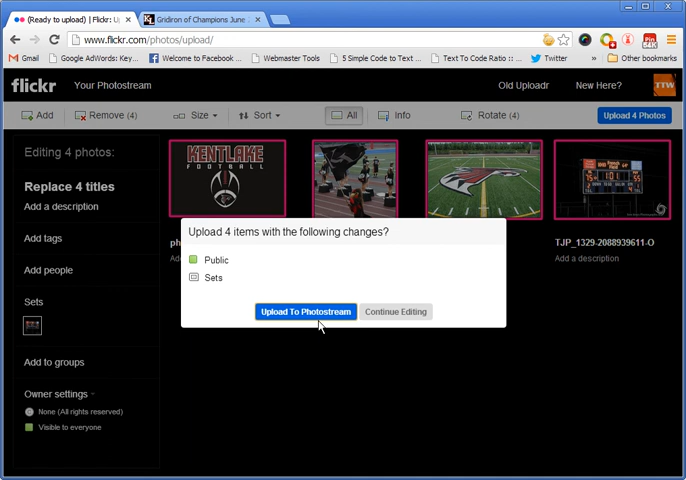 (Ready to upload) | Flickr: U
Gridiron of Champions June
www.flickr.com/photos/upload/
Gmail
Google AdWords: Key...
Welcome to Facebook ...
Webmaster Tools
5 Simple Code to Text ...
Text To Code Ratio :: ...
Twitter
Other bookmarks
flickr
Your Photostream
Old Uploadr
New Here?
TTW
Add
Remove (4)
Size
Sort
All
Info
Rotate (4)
Upload 4 Photos
Editing 4 photos:
Replace 4 titles
Add a description
Add tags
Add people
Sets
Add to groups
Owner settings
None (All rights reserved)
Visible to everyone
KENTLAKE
FOOTBALL
ph
Add
TJP_1329-2088939611-O
Add a description
Upload 4 items with the following changes?
Public
Sets
Upload To Photostream
Continue Editing